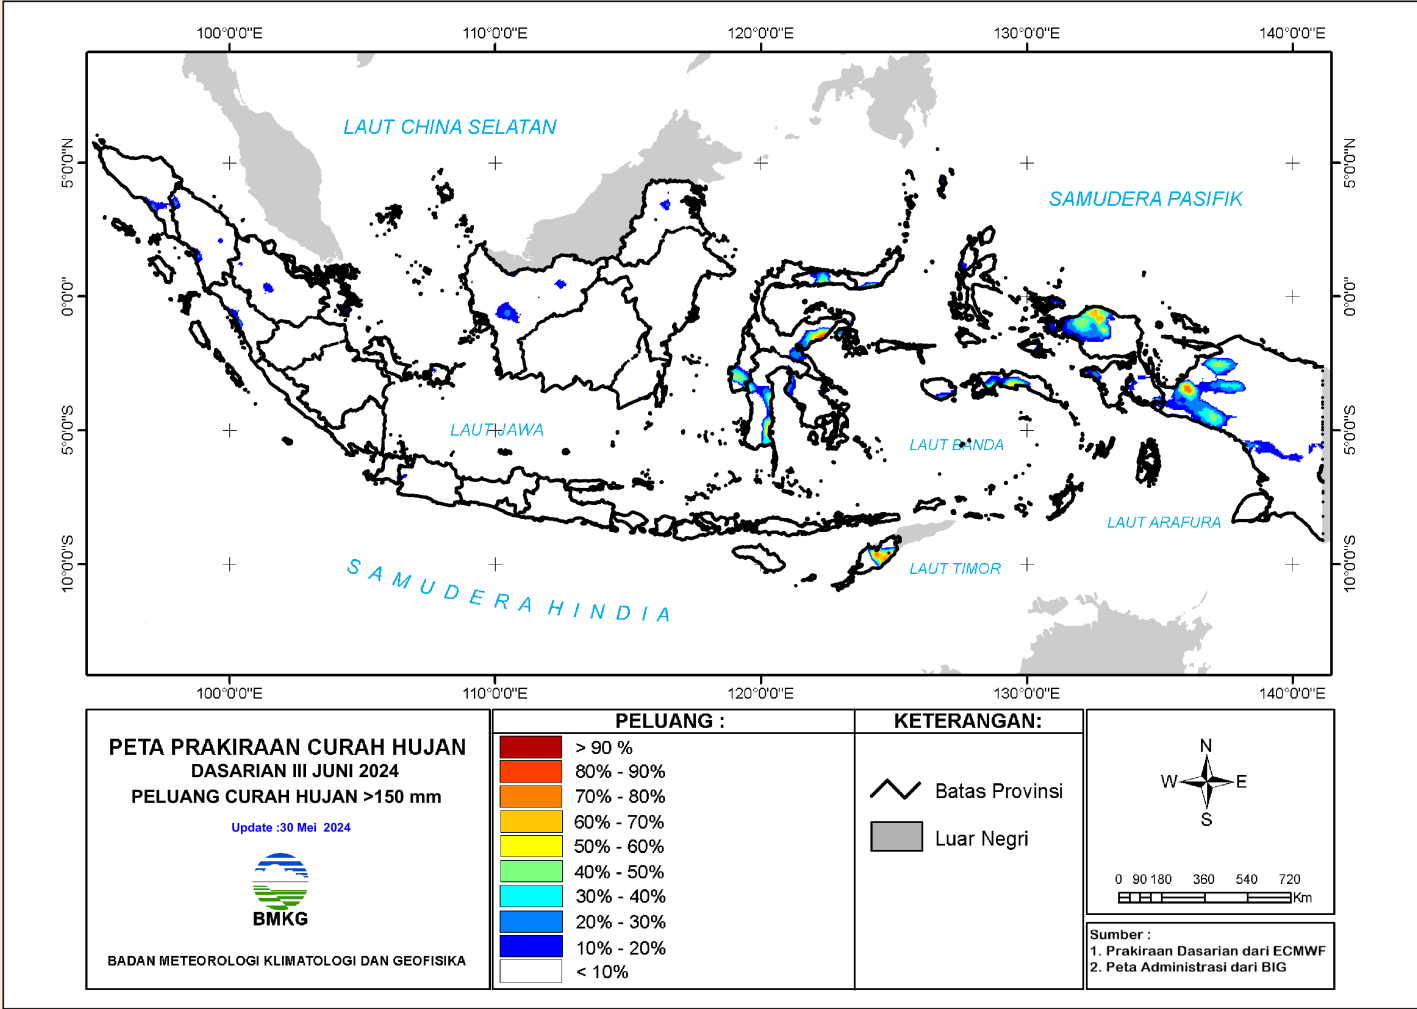 100°0'0"E 110°0'0"E 120°0'0"E 130°0'0"E 140°0'0"E
5°0'0"N
0°0'0"
5°0'0"S
10°0'0"S
LAUT CHINA SELATAN
SAMUDERA PASIFIK
LAUT JAWA
LAUT BANDA
LAUT ARAFURA
LAUT TIMOR
SAMUDERA HINDIA
5°0'0"N
0°0'0"
5°0'0"S
10°0'0"S
100°0'0"E 110°0'0"E 120°0'0"E 130°0'0"E 140°0'0"E
PETA PRAKIRAAN CURAH HUJAN
DASARIAN III JUNI 2024
PELUANG CURAH HUJAN >150 mm
Update :30 Mei 2024
BMKG
BADAN METEOROLOGI KLIMATOLOGI DAN GEOFISIKA
PELUANG :
> 90 %
80% - 90%
70% - 80%
60% - 70%
50% - 60%
40% - 50%
30% - 40%
20% - 30%
10% - 20%
< 10%
KETERANGAN:
Batas Provinsi
Luar Negri
N
W E
S
0 90 180 360 540 720
Km
Sumber :
1. Prakiraan Dasarian dari ECMWF
2. Peta Administrasi dari BIG